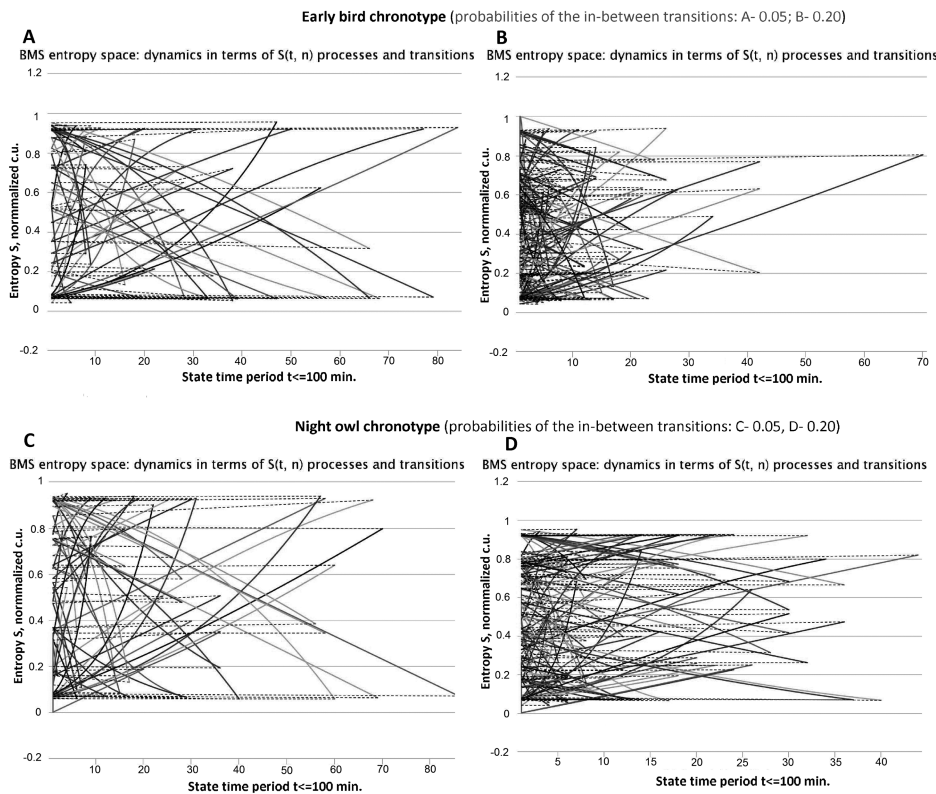 Early bird chronotype (probabilities of the in-between transitions: A- 0.05; B- 0.20)
A
BMS entropy space: dynamics in terms of S(t, n) processes and transitions
Entropy S, normmalized c.u.
1.2
1
0.8
0.6
0.4
0.2
0
-0.2
10 20 30 40 50 60 70 80
State time period t<=100 min.
B
BMS entropy space: dynamics in terms of S(t, n) processes and transitions
Entropy S, normmalized c.u.
1.2
1
0.8
0.6
0.4
0.2
0
-0.2
10 20 30 40 50 60 70
State time period t<=100 min.
Night owl chronotype (probabilities of the in-between transitions: C- 0.05, D- 0.20)
C
BMS entropy space: dynamics in terms of S(t, n) processes and transitions
Entropy S, normmalized c.u.
1
0.8
0.6
0.4
0.2
0
-0.2
10 20 30 40 50 60 70 80
State time period t<=100 min.
D
BMS entropy space: dynamics in terms of S(t, n) processes and transitions
Entropy S, normmalized c.u.
1.2
1
0.8
0.6
0.4
0.2
0
-0.2
5 10 15 20 25 30 35 40
State time period t<=100 min.